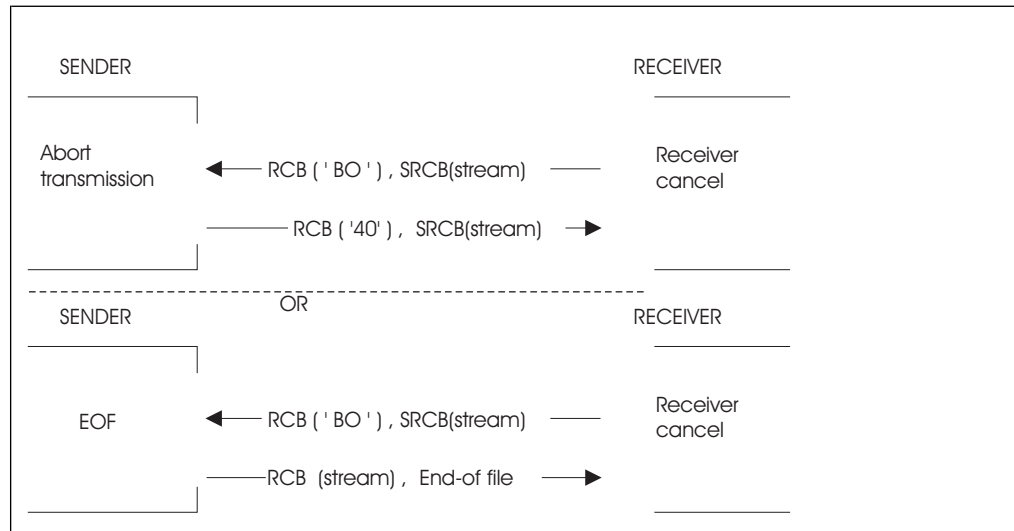 SENDER RECEIVER
Abort
transmission
RCB ( ' BO ' ) , SRCB(stream)
Receiver
cancel
RCB ( '40' ) , SRCB(stream)
OR
SENDER RECEIVER
EOF
RCB ( ' BO ' ) , SRCB(stream)
Receiver
cancel
RCB (stream) , End-of file